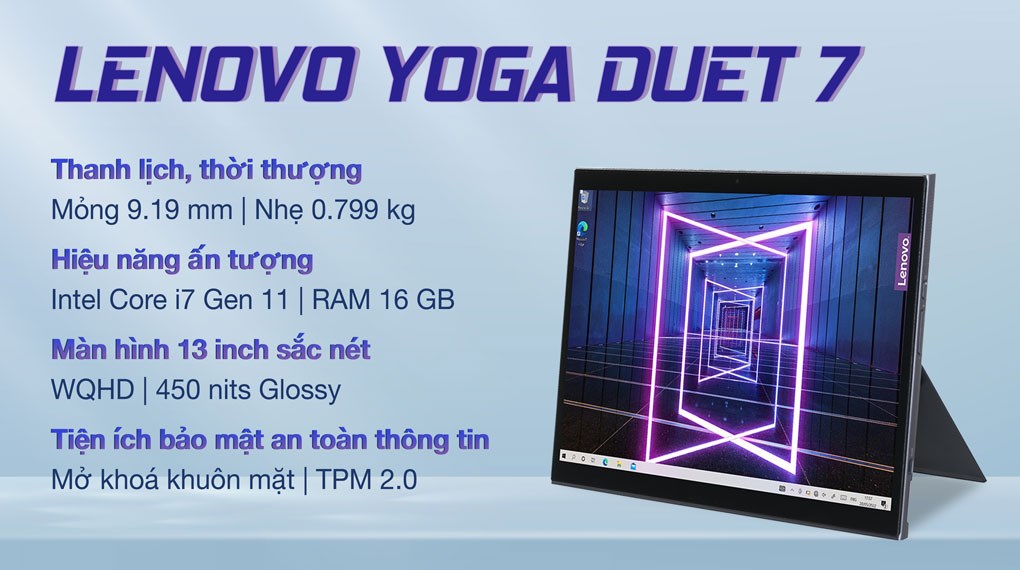 LENOVO YOGA DUET 7
Thanh lịch, thời thượng
Mỏng 9.19 mm | Nhẹ 0.799 kg
Hiệu năng ấn tượng
Intel Core i7 Gen 11 | RAM 16 GB
Màn hình 13 inch sắc nét
WQHD | 450 nits Glossy
Tiện ích bảo mật an toàn thông tin
Mở khoá khuôn mặt | TPM 2.0
Lenovo